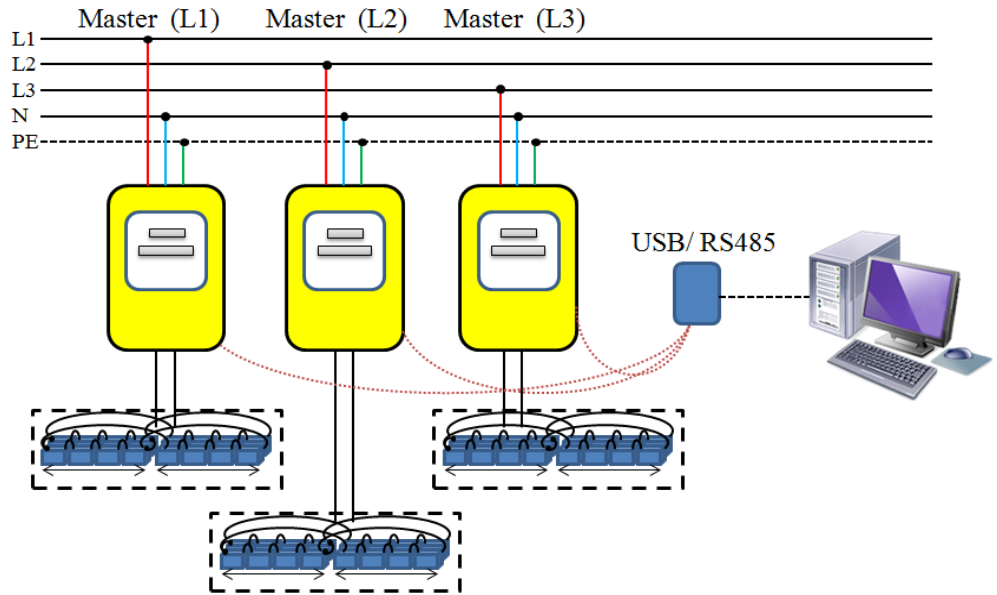 Master (L1) Master (L2) Master (L3)
L1
L2
L3
N
PE
USB/ RS485